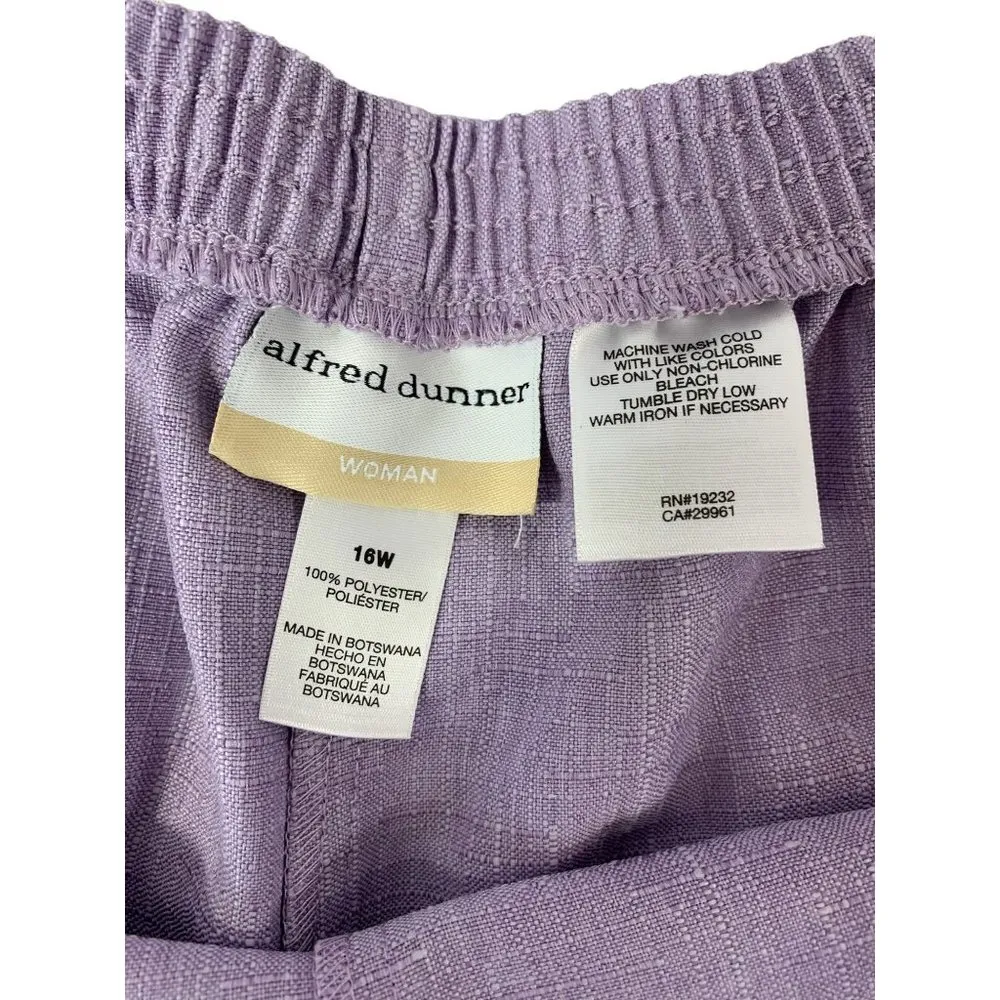 alfred dunner
WOMAN
16W
100% POLYESTER/
POLIÉSTER
MADE IN BOTSWANA
HECHO EN
BOTSWANA
FABRIQUÉ AU
BOTSWANA
MACHINE WASH COLD
WITH LIKE COLORS
USE ONLY NON-CHLORINE
BLEACH
TUMBLE DRY LOW
WARM IRON IF NECESSARY
RN#19232
CA#29961